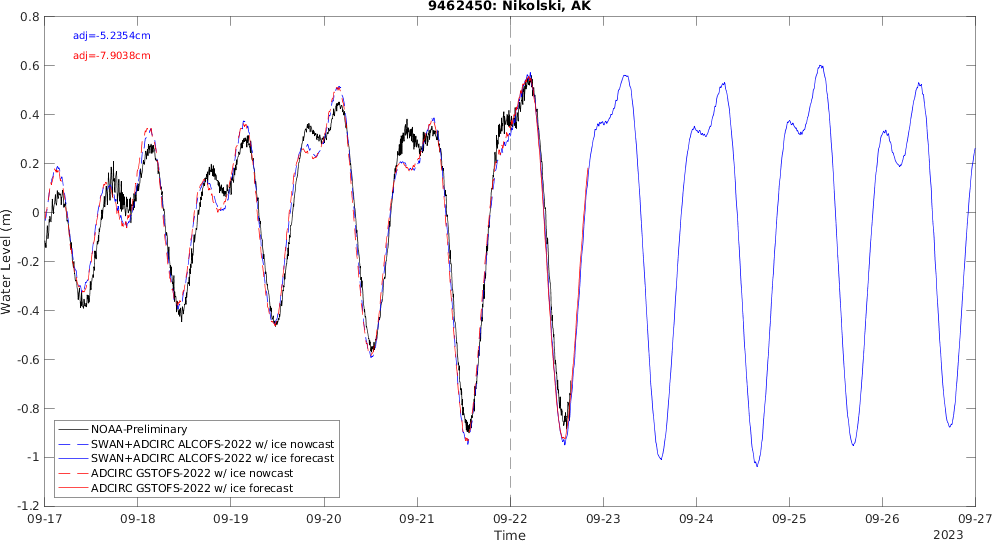 9462450: Nikolski, AK
adj=-5.2354cm
adj=-7.9038cm
Water Level (m)
0.8
0.6
0.4
0.2
0
-0.2
-0.4
-0.6
-0.8
-1
-1.2
NOAA-Preliminary
SWAN+ADCIRC ALCOFS-2022 w/ ice nowcast
SWAN+ADCIRC ALCOFS-2022 w/ ice forecast
ADCIRC GSTOFS-2022 w/ ice nowcast
ADCIRC GSTOFS-2022 w/ ice forecast
09-17 09-18 09-19 09-20 09-21 09-22 09-23 09-24 09-25 09-26 09-27
Time
2023